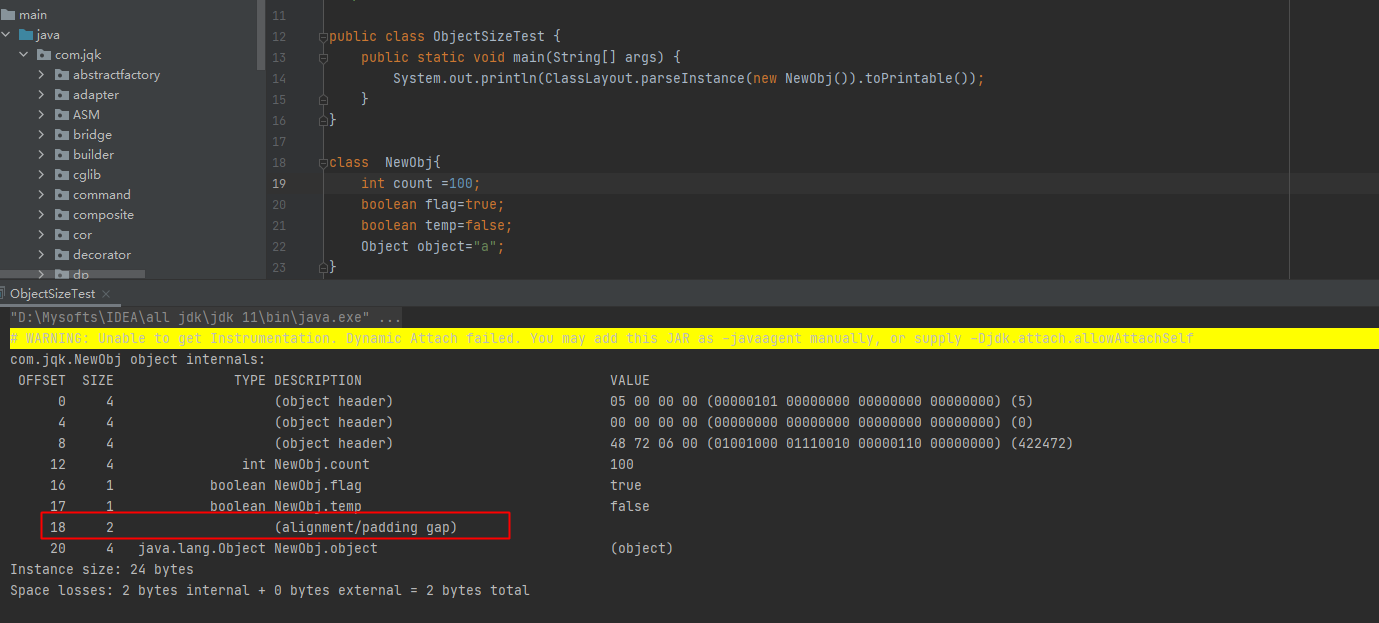 main
java
com.jqk
abstractfactory
adapter
ASM
bridge
builder
cglib
command
composite
cor
decorator
dp
11
12 public class ObjectSizeTest {
13 public static void main(String[] args) {
14 System.out.println(ClassLayout.parseInstance(new NewObj()).toPrintable());
15 }
16 }
17
18 class  NewObj{
19 int count =100;
20 boolean flag=true;
21 boolean temp=false;
22 Object object="a";
23 }
ObjectSizeTest ×
"D:\Mysofts\IDEA\all jdk\jdk 11\bin\java.exe" ...
# WARNING: Unable to get Instrumentation. Dynamic Attach failed. You may add this JAR as -javaagent manually, or supply -Djdk.attach.allowAttachSelf
com.jqk.NewObj object internals:
OFFSET SIZE TYPE DESCRIPTION VALUE
0 4 (object header) 05 00 00 00 (00000101 00000000 00000000 00000000) (5)
4 4 (object header) 00 00 00 00 (00000000 00000000 00000000 00000000) (0)
8 4 (object header) 48 72 06 00 (01001000 01110010 00000110 00000000) (422472)
12 4 int NewObj.count 100
16 1 boolean NewObj.flag true
17 1 boolean NewObj.temp false
18 2 (alignment/padding gap)
20 4 java.lang.Object NewObj.object (object)
Instance size: 24 bytes
Space losses: 2 bytes internal + 0 bytes external = 2 bytes total